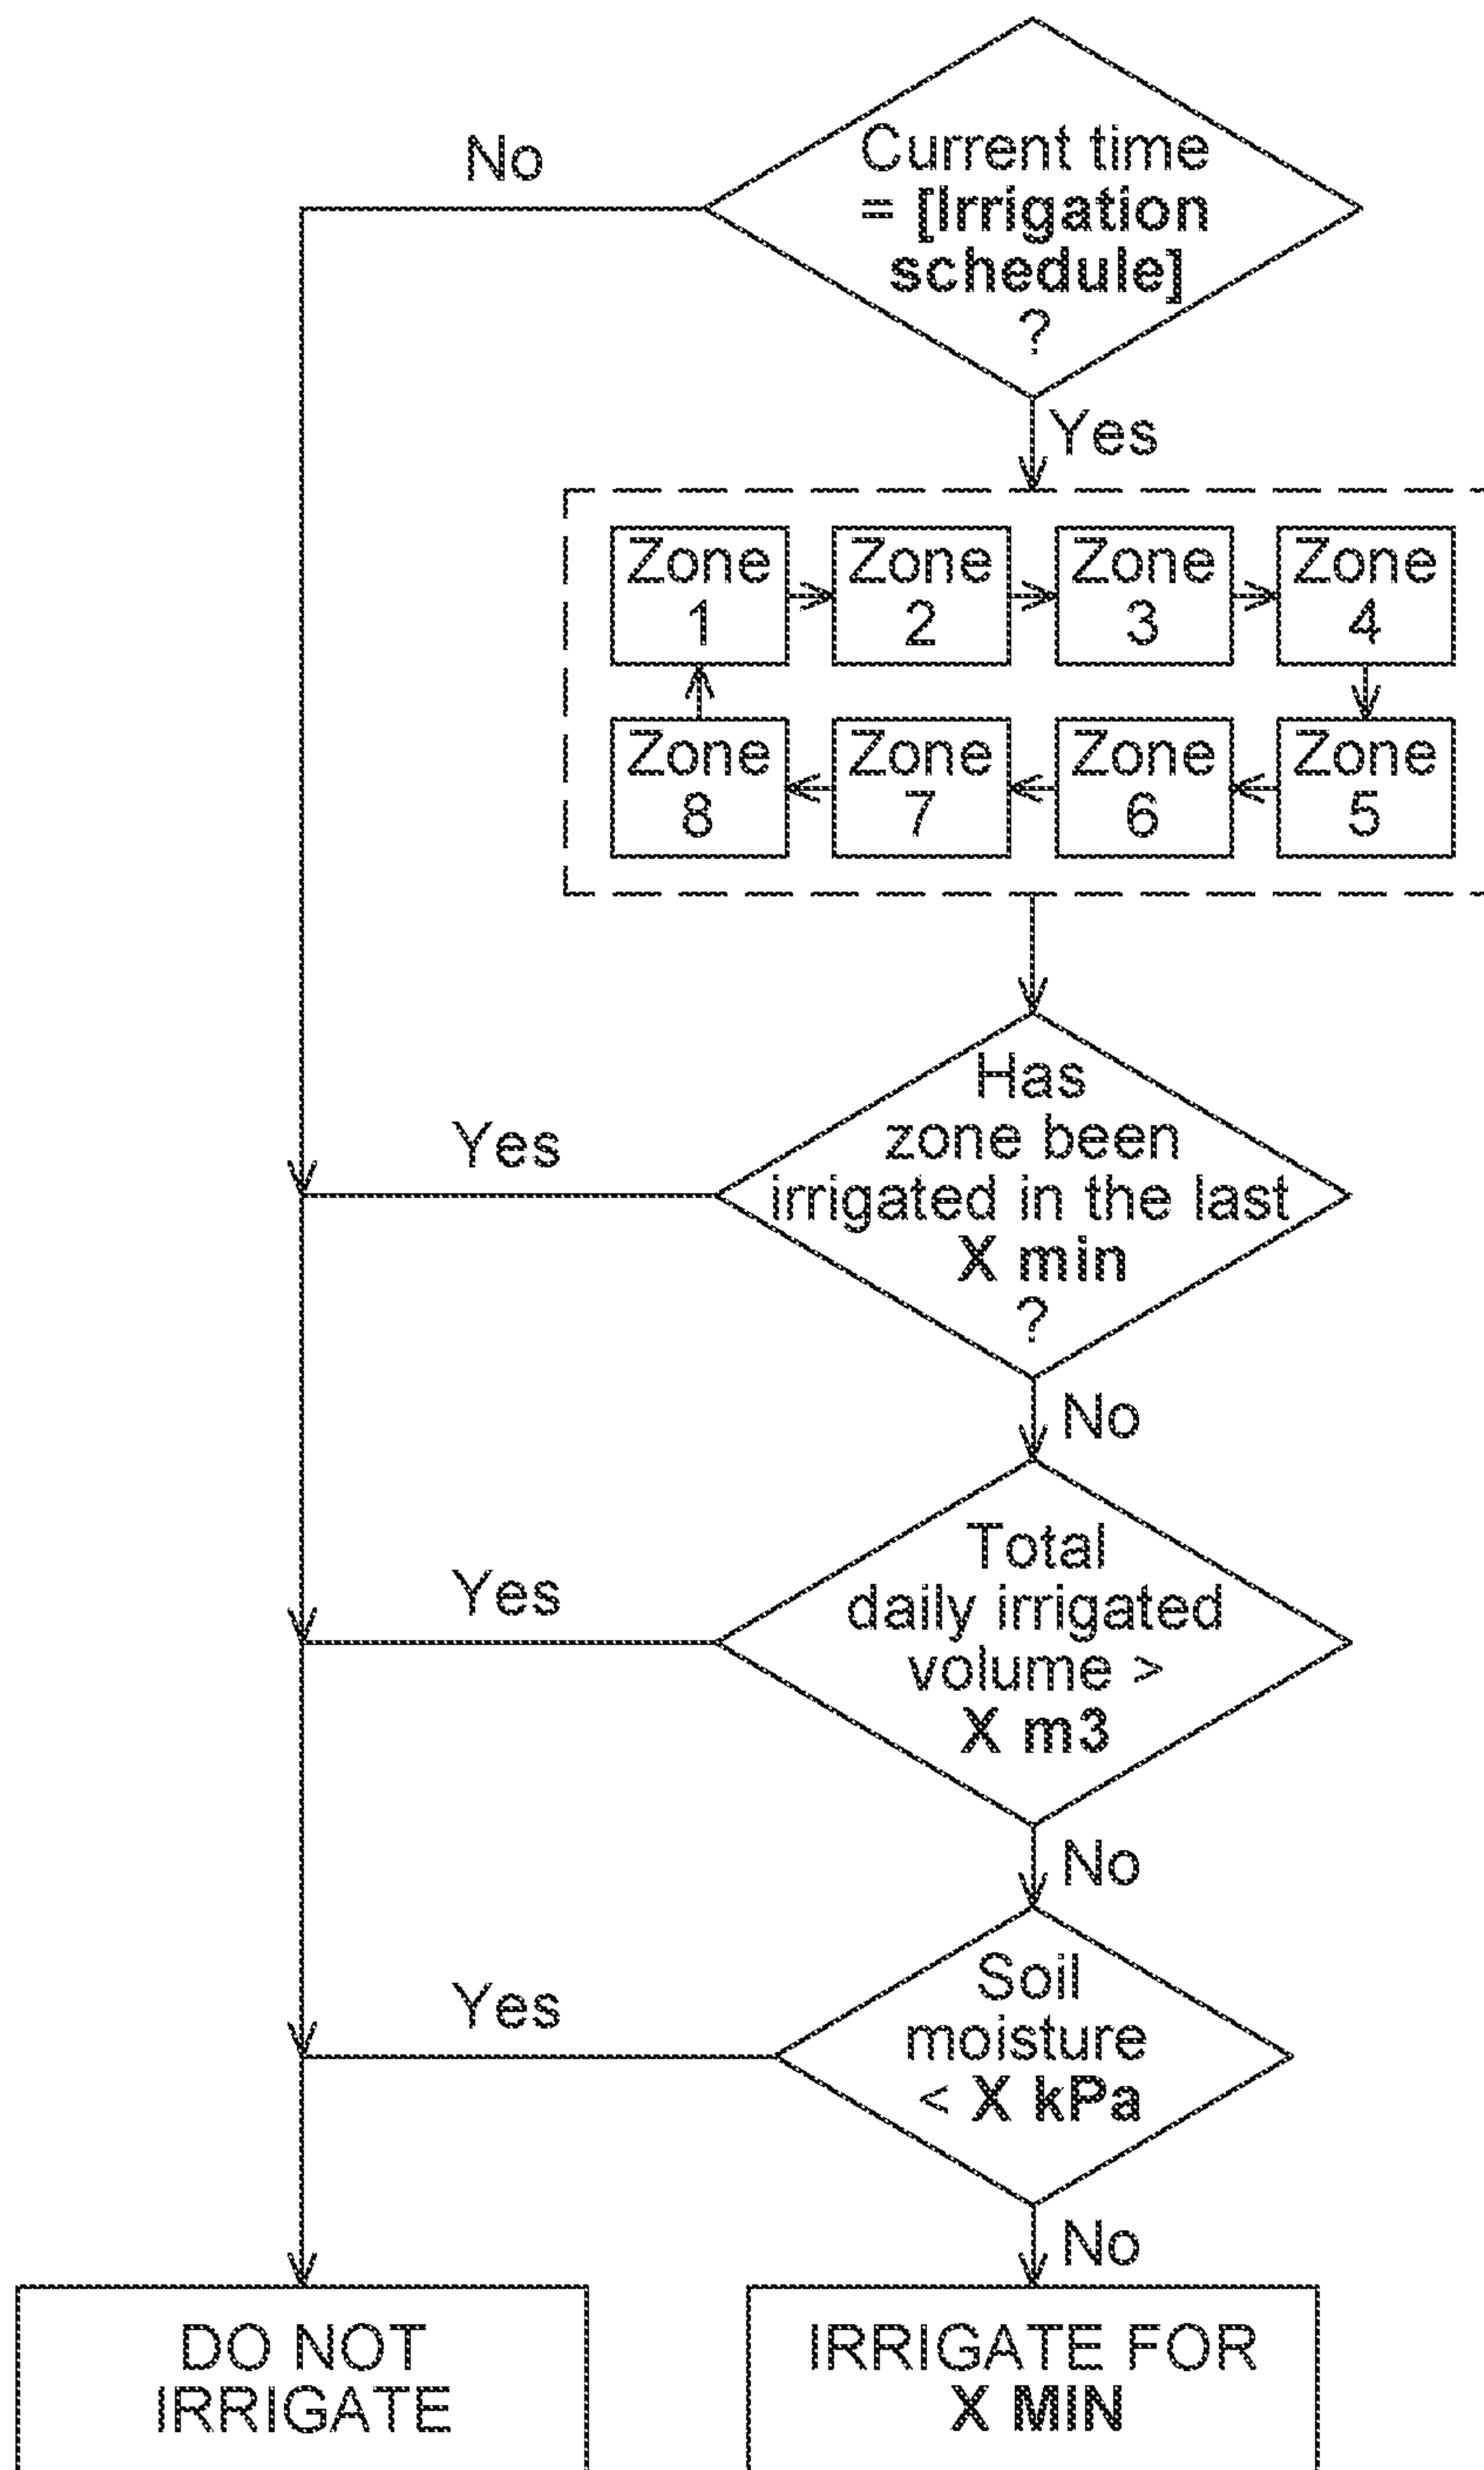 Current time
= [Irrigation
schedule]
?
No
Yes
Zone
1
Zone
2
Zone
3
Zone
4
Zone
8
Zone
7
Zone
6
Zone
5
Has
zone been
irrigated in the last
X min
?
Yes
No
Total
daily irrigated
volume >
X m3
Yes
No
Soil
moisture
< X kPa
Yes
No
DO NOT
IRRIGATE
IRRIGATE FOR
X MIN